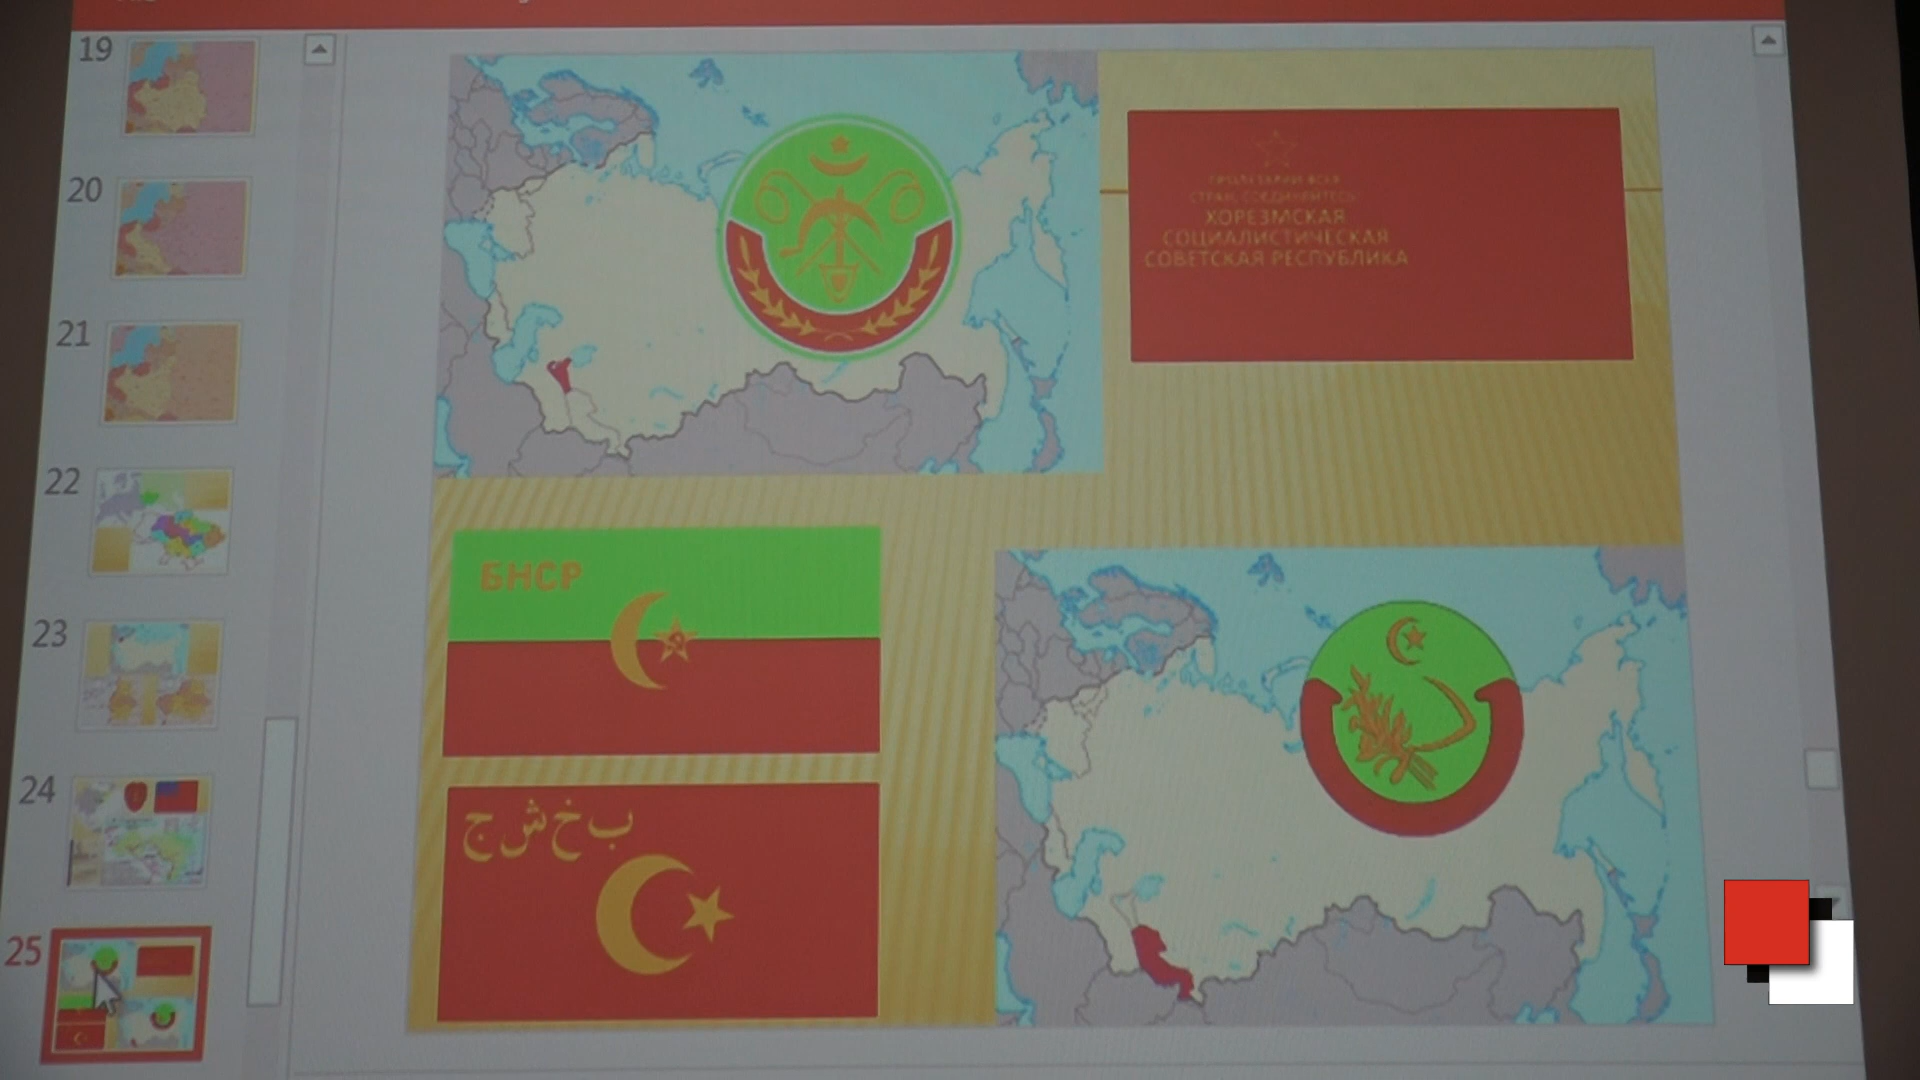 19
20
21
22
23
24
25
ПРОЛЕТАРИИ ВСЕХ
СТРАН, СОЕДИНЯЙТЕСЬ!
ХОРЕЗМСКАЯ
СОЦИАЛИСТИЧЕСКАЯ
СОВЕТСКАЯ РЕСПУБЛИКА
БНСР
ب خ ش ج